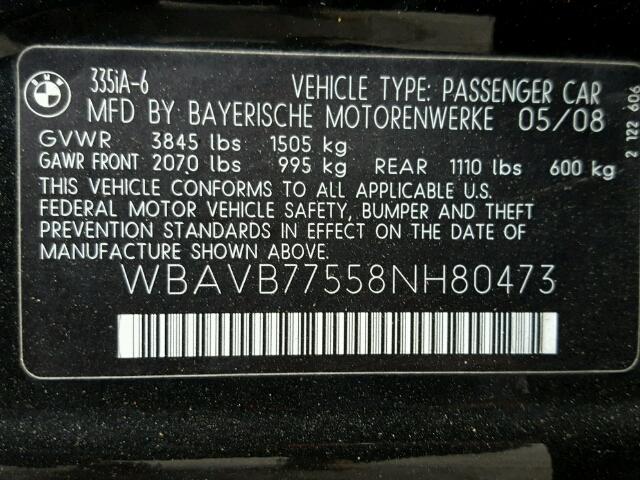 BMW
335iA-6 VEHICLE TYPE: PASSENGER CAR
MFD BY BAYERISCHE MOTORENWERKE 05/08
GVWR 3845 lbs 1505 kg
GAWR FRONT 2070 lbs 995 kg REAR 1110 lbs 600 kg
THIS VEHICLE CONFORMS TO ALL APPLICABLE U.S.
FEDERAL MOTOR VEHICLE SAFETY, BUMPER AND THEFT
PREVENTION STANDARDS IN EFFECT ON THE DATE OF
MANUFACTURE SHOWN ABOVE.
WBAVB77558NH80473
2 122 606